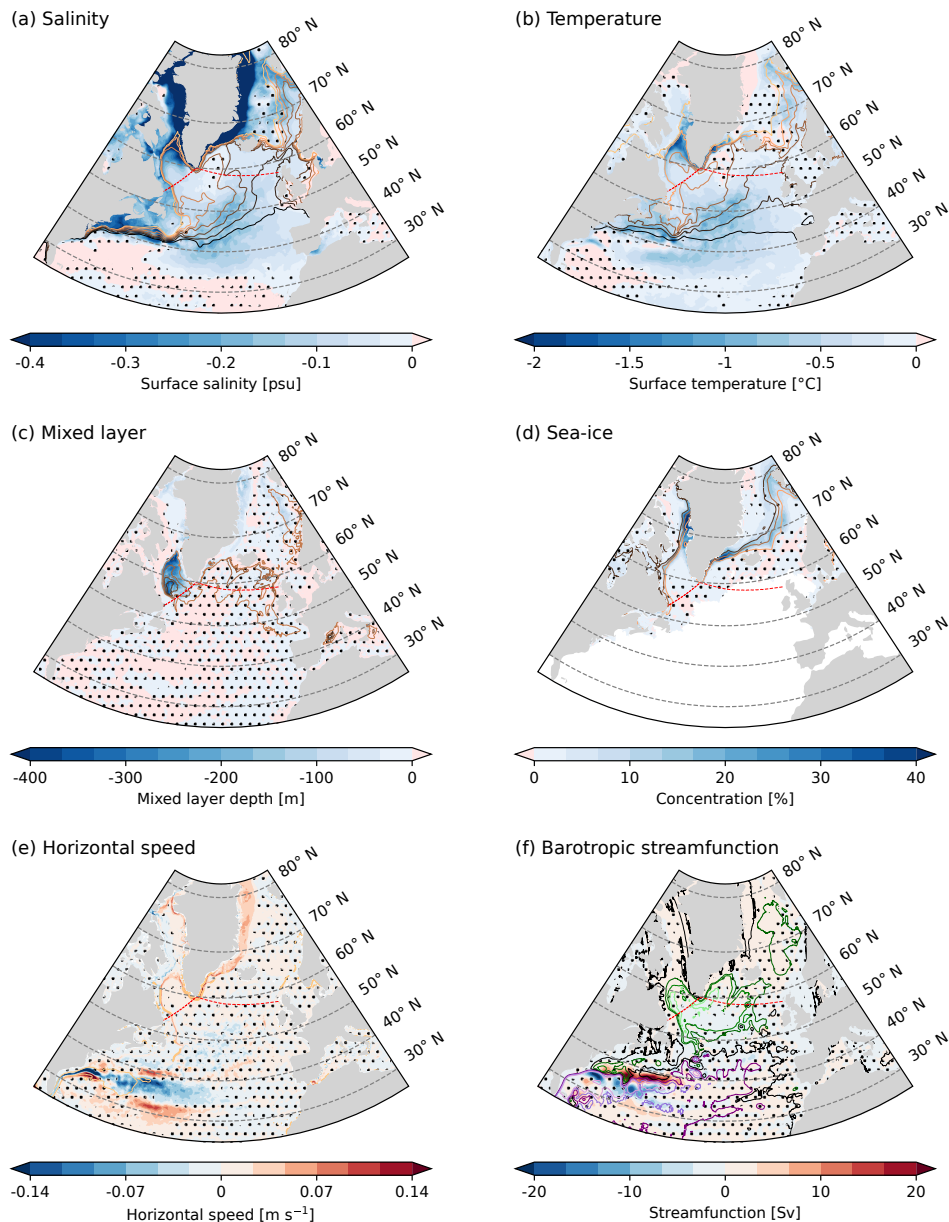 (a) Salinity
80° N
70° N
60° N
50° N
40° N
30° N
-0.4 -0.3 -0.2 -0.1 0
Surface salinity [psu]
(b) Temperature
80° N
70° N
60° N
50° N
40° N
30° N
-2 -1.5 -1 -0.5 0
Surface temperature [°C]
(c) Mixed layer
80° N
70° N
60° N
50° N
40° N
30° N
-400 -300 -200 -100 0
Mixed layer depth [m]
(d) Sea-ice
80° N
70° N
60° N
50° N
40° N
30° N
0 10 20 30 40
Concentration [%]
(e) Horizontal speed
80° N
70° N
60° N
50° N
40° N
30° N
-0.14 -0.07 0 0.07 0.14
Horizontal speed [m s⁻¹]
(f) Barotropic streamfunction
80° N
70° N
60° N
50° N
40° N
30° N
-20 -10 0 10 20
Streamfunction [Sv]